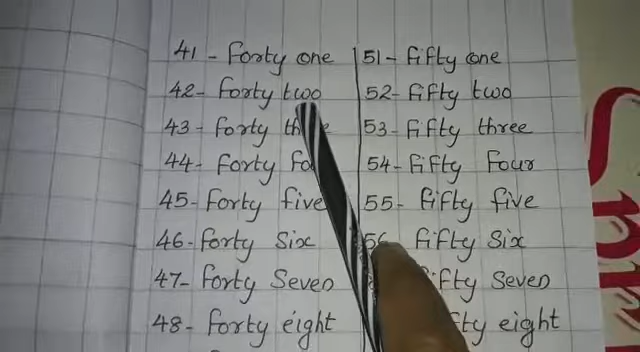 41 - Forty one
42 - Forty two
43 - Forty
44 - Forty
45 - Forty five
46 - Forty Six
47 - Forty Seven
48 - Forty eight
51 - fifty one
52 - fifty two
53 - fifty three
54 - fifty Four
55 - fifty five
56 fifty Six
Seven
eight